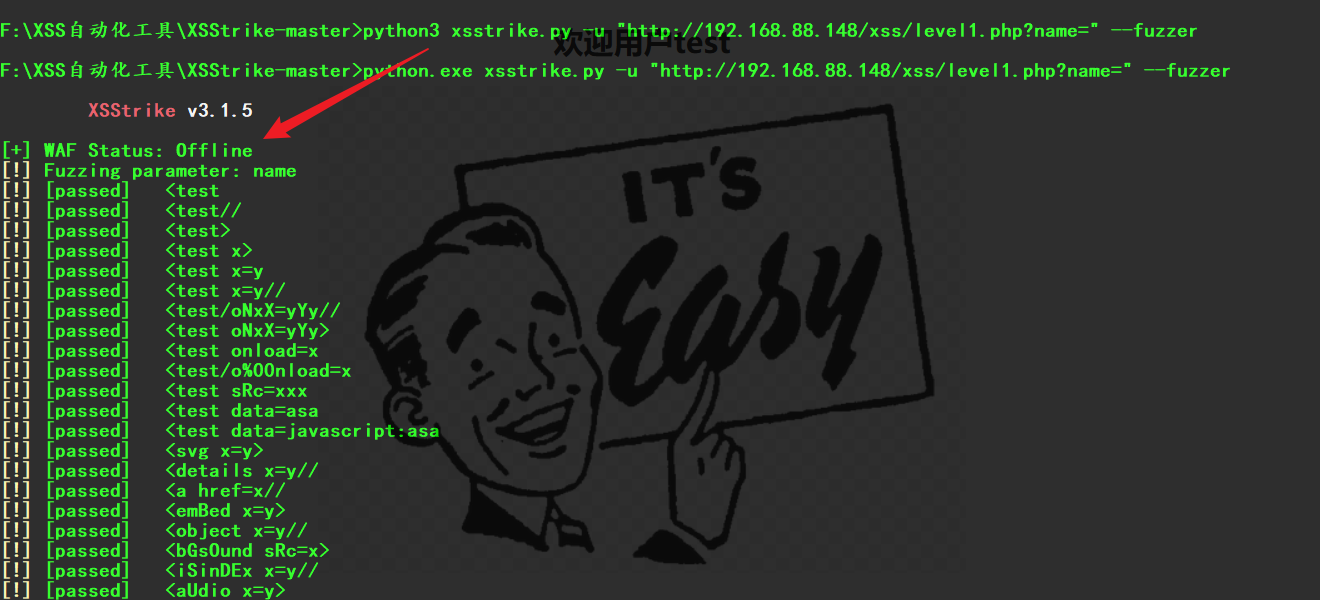 F:\XSS自动化工具\XSStrike-master>python3 xsstrike.py -u "http://192.168.88.148/xss/level1.php?name=" --fuzzer
欢迎用户test
F:\XSS自动化工具\XSStrike-master>python.exe xsstrike.py -u "http://192.168.88.148/xss/level1.php?name=" --fuzzer
XSStrike v3.1.5
[+] WAF Status: Offline
[!] Fuzzing parameter: name
[!] [passed] <test
[!] [passed] <test//
[!] [passed] <test>
[!] [passed] <test x>
[!] [passed] <test x=y
[!] [passed] <test x=y//
[!] [passed] <test/oNxX=yYy//
[!] [passed] <test oNxX=yYy>
[!] [passed] <test onload=x
[!] [passed] <test/o%00nload=x
[!] [passed] <test sRc=xxx
[!] [passed] <test data=asa
[!] [passed] <test data=javascript:asa
[!] [passed] <svg x=y>
[!] [passed] <details x=y//
[!] [passed] <a href=x//
[!] [passed] <emBed x=y>
[!] [passed] <object x=y//
[!] [passed] <bGsOund sRc=x>
[!] [passed] <iSinDEx x=y//
[!] [passed] <aUdio x=y>
IT'S
Easy